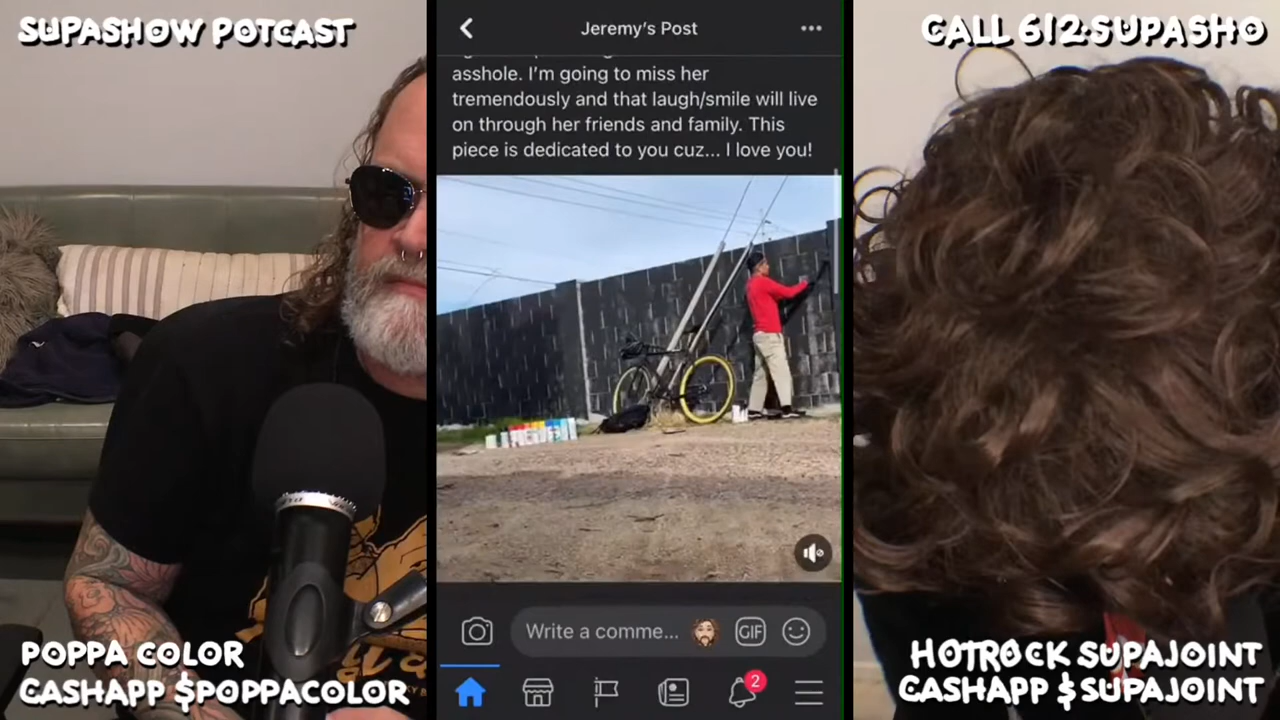 SUPASHOW POTCAST
CALL 612-SUPASHO
Jeremy's Post
asshole. I'm going to miss her
tremendously and that laugh/smile will live
on through her friends and family. This
piece is dedicated to you cuz... I love you!
Write a comme...
GIF
2
POPPA COLOR
CASHAPP $POPPACOLOR
HOTROCK SUPAJOINT
CASHAPP $SUPAJOINT